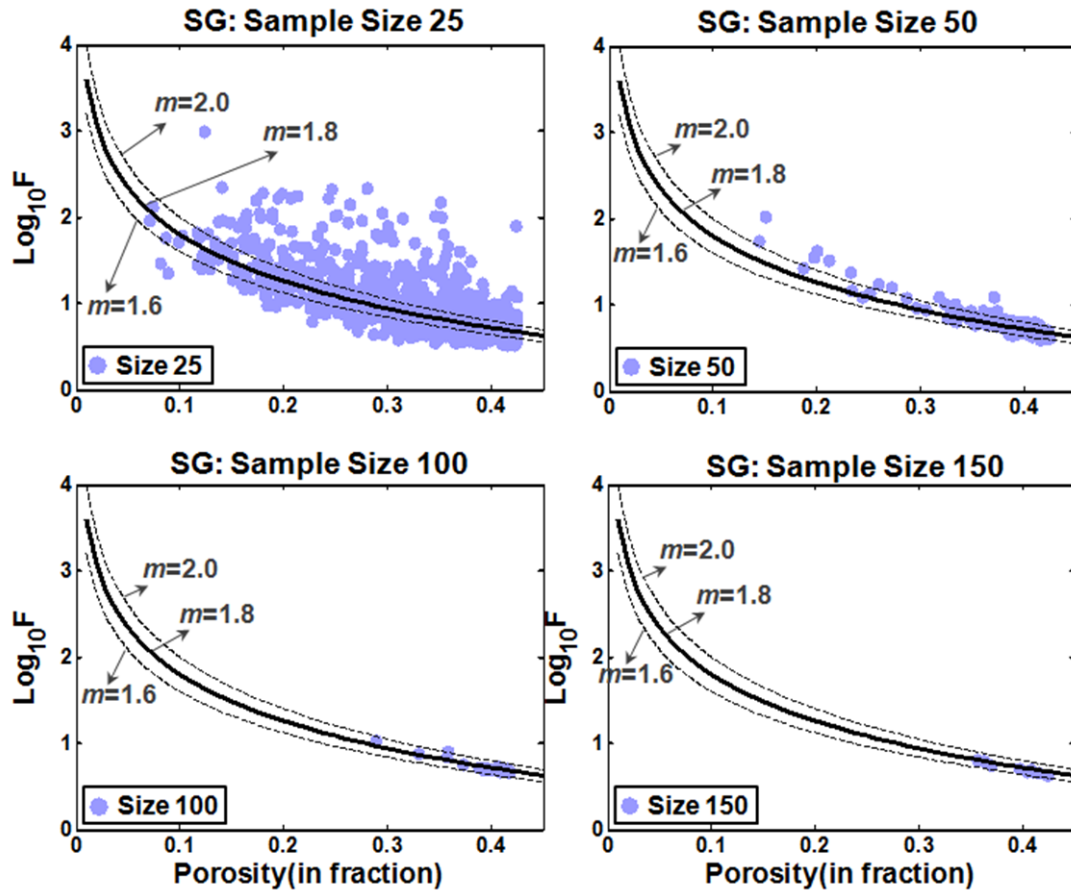 SG: Sample Size 25
4
3
2
1
0
Log10F
m=2.0
m=1.8
m=1.6
Size 25
0 0.1 0.2 0.3 0.4
SG: Sample Size 50
4
3
2
1
0
m=2.0
m=1.8
m=1.6
Size 50
0 0.1 0.2 0.3 0.4
SG: Sample Size 100
4
3
2
1
0
Log10F
m=2.0
m=1.8
m=1.6
Size 100
0 0.1 0.2 0.3 0.4
Porosity(in fraction)
SG: Sample Size 150
4
3
2
1
0
Log10F
m=2.0
m=1.8
m=1.6
Size 150
0 0.1 0.2 0.3 0.4
Porosity(in fraction)